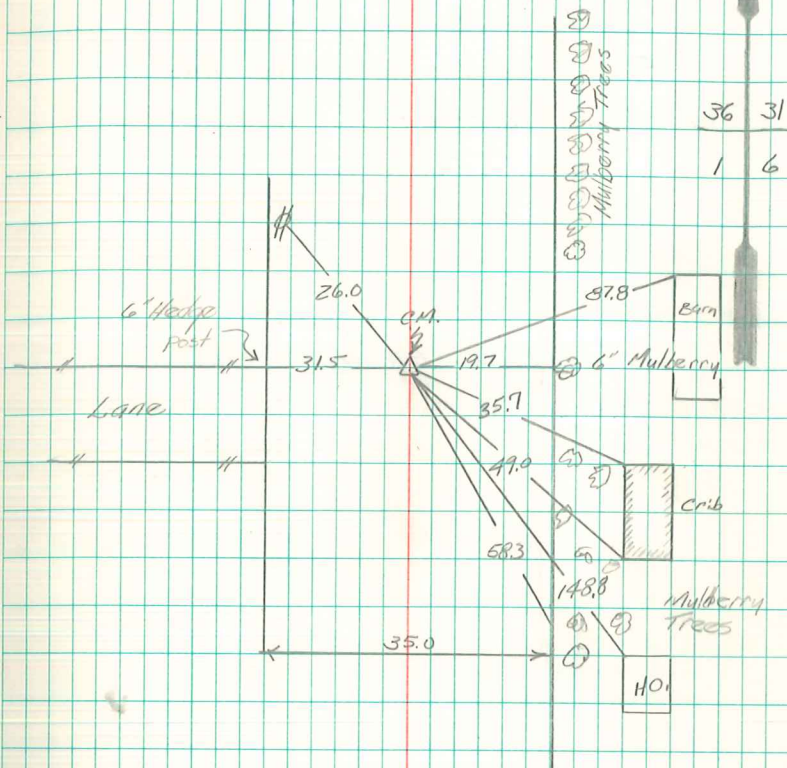 Mulberry Trees
36 31
1 6
26.0
87.8
Barn
6" Hedge
post
C.M.
31.5
19.7
6" Mulberry
35.7
Lane
49.0
Crib
68.3
148.8
Mulberry
Trees
35.0
HO.